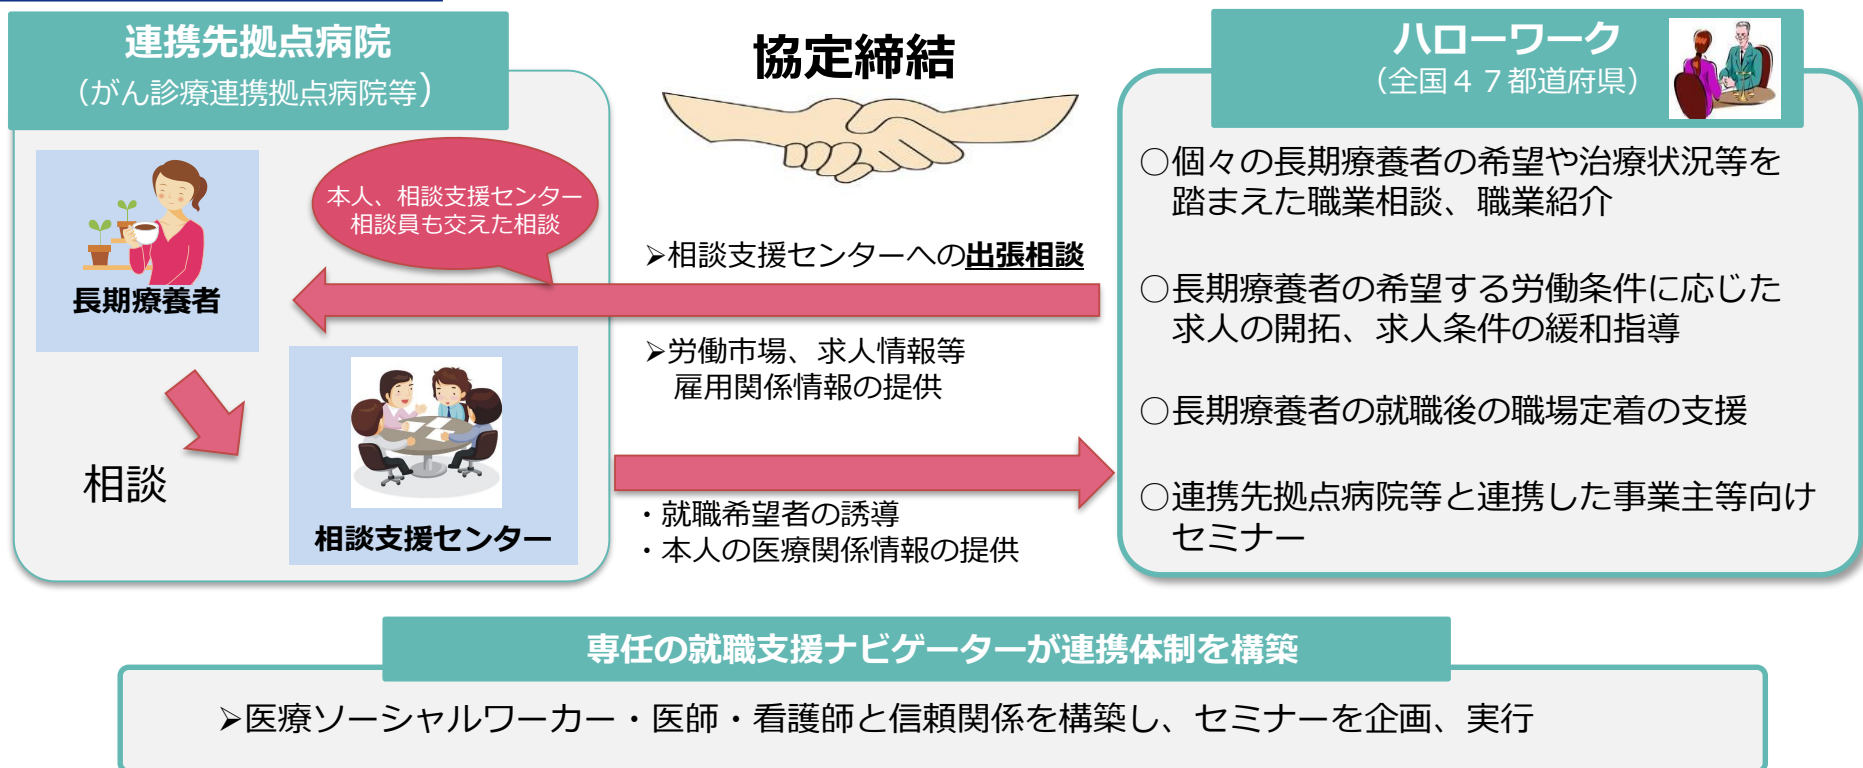 連携先拠点病院
（がん診療連携拠点病院等）
長期療養者
本人、相談支援センター
相談員も交えた相談
相談
相談支援センター
協定締結
➢相談支援センターへの出張相談
➢労働市場、求人情報等
雇用関係情報の提供
・就職希望者の誘導
・本人の医療関係情報の提供
ハローワーク
（全国４７都道府県）
○個々の長期療養者の希望や治療状況等を
踏まえた職業相談、職業紹介
○長期療養者の希望する労働条件に応じた
求人の開拓、求人条件の緩和指導
○長期療養者の就職後の職場定着の支援
○連携先拠点病院等と連携した事業主等向け
セミナー
専任の就職支援ナビゲーターが連携体制を構築
➢医療ソーシャルワーカー・医師・看護師と信頼関係を構築し、セミナーを企画、実行